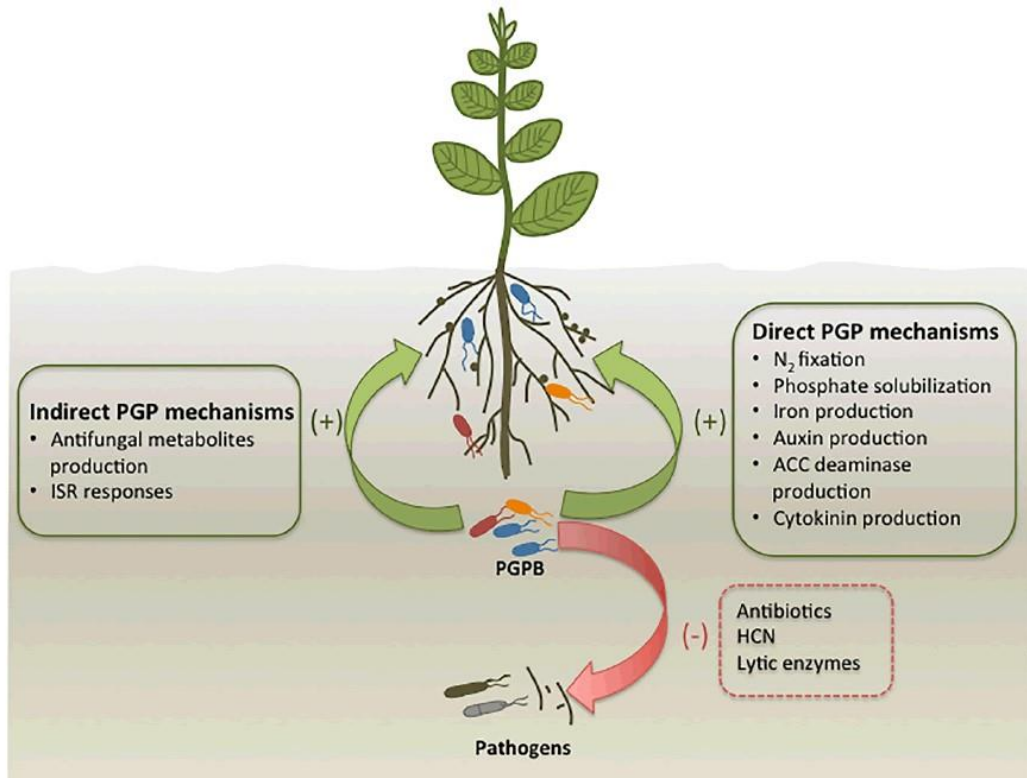 Indirect PGP mechanisms
• Antifungal metabolites
production
• ISR responses
(+)
Direct PGP mechanisms
• N₂ fixation
• Phosphate solubilization
• Iron production
• Auxin production
• ACC deaminase
production
• Cytokinin production
(+)
PGPB
(-)
Antibiotics
HCN
Lytic enzymes
Pathogens